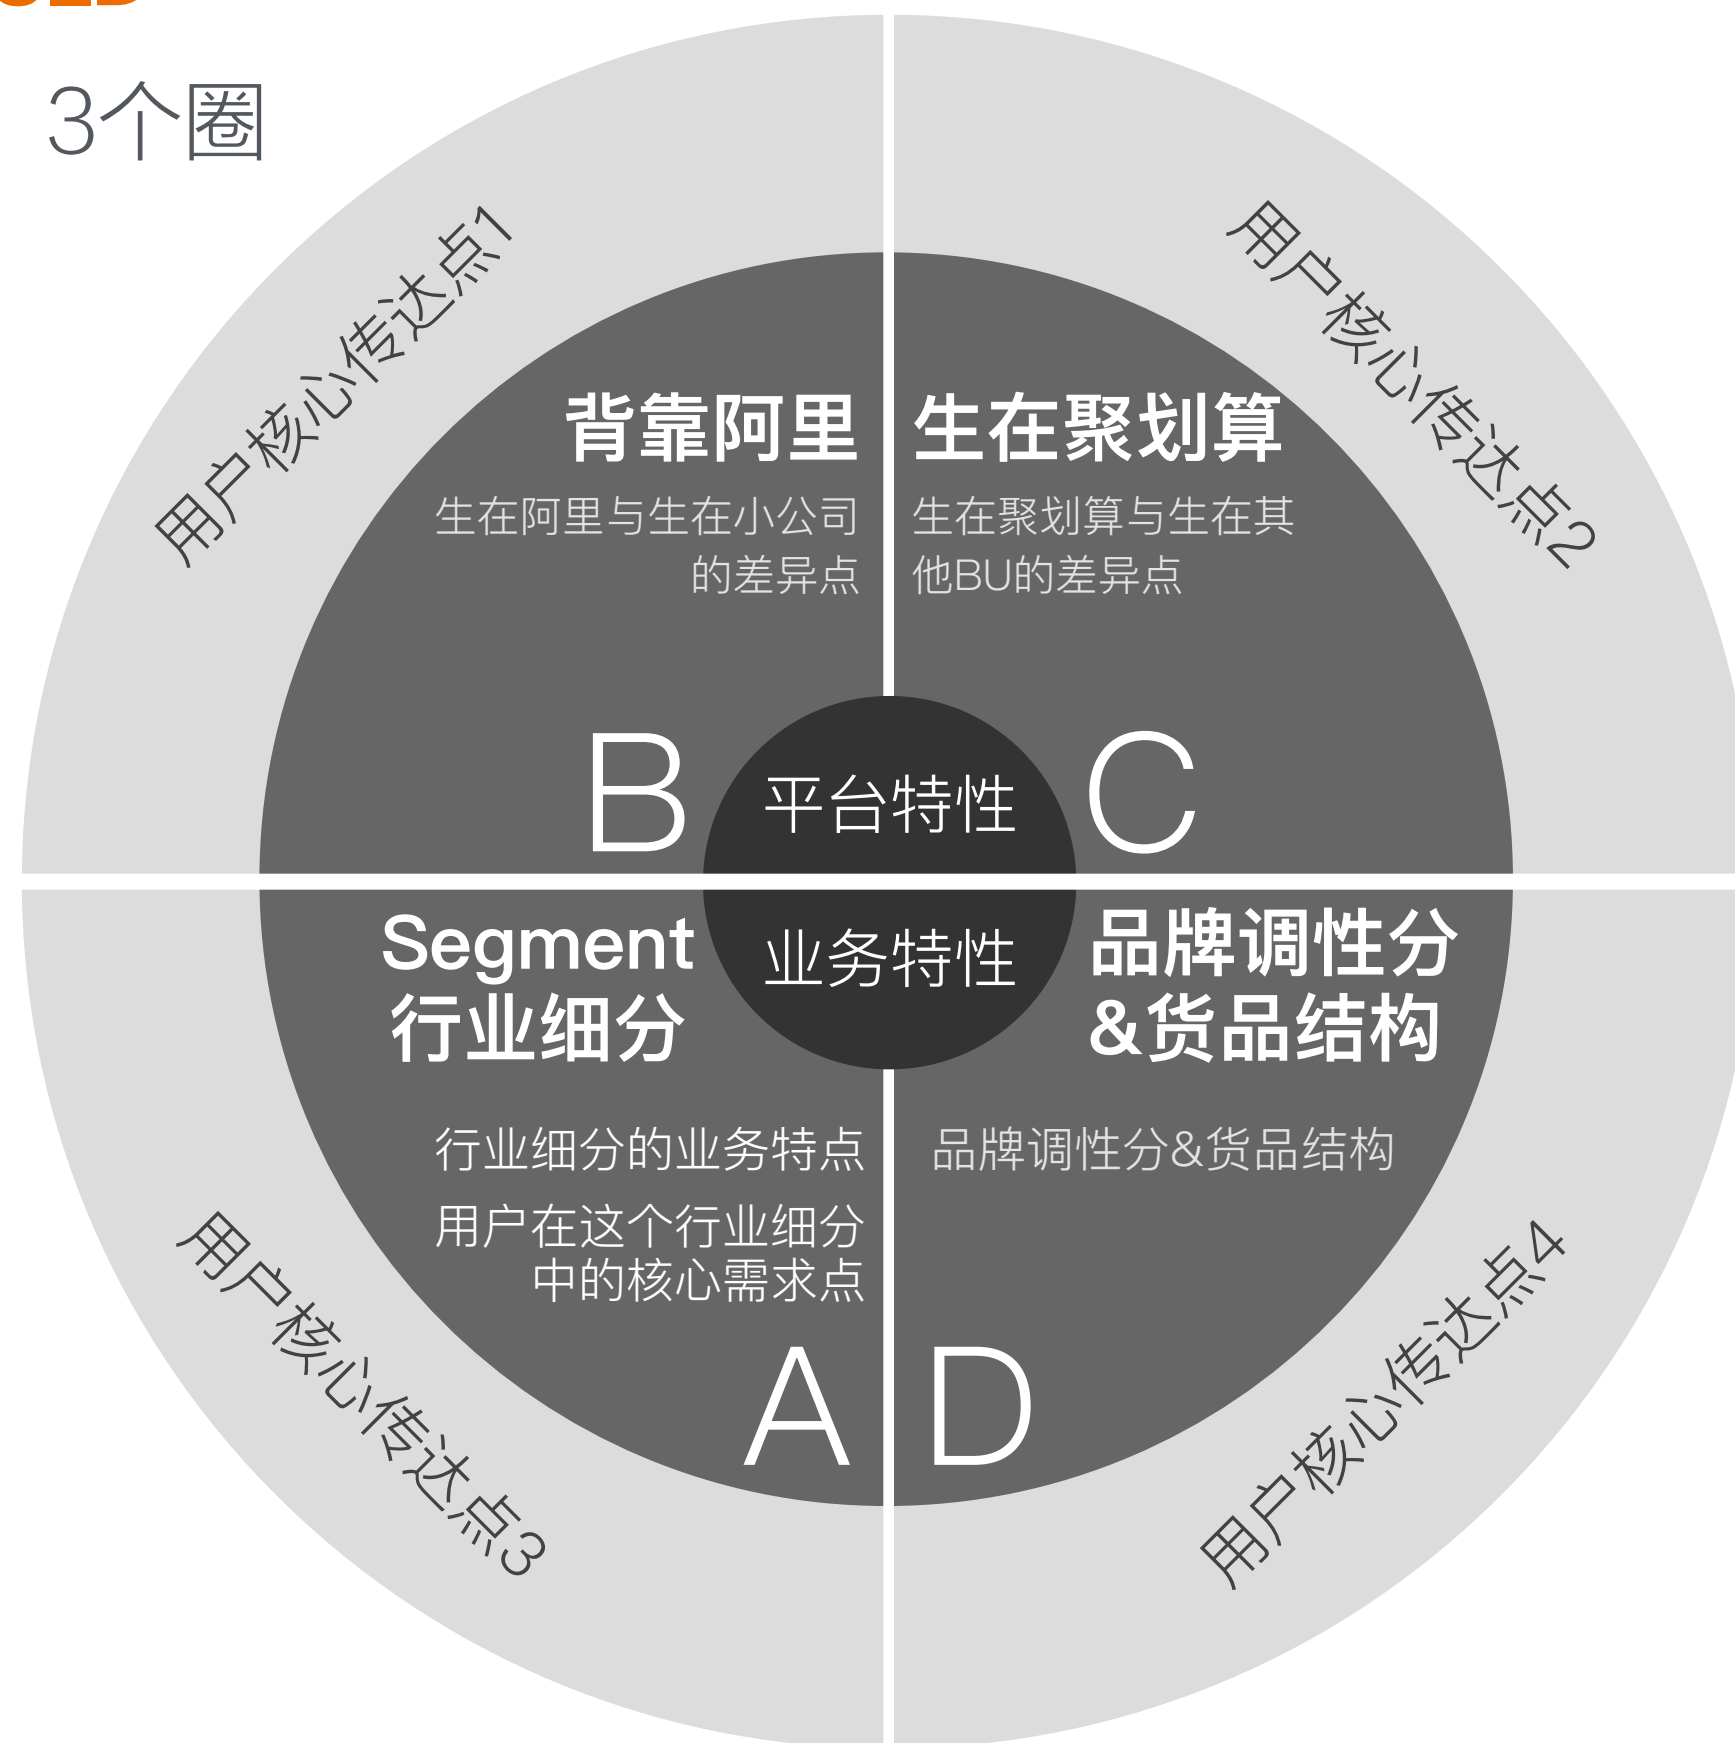 3个圈
用户核心传达点1
用户核心传达点2
背靠阿里
生在阿里与生在小公司
的差异点
B
生在聚划算
生在聚划算与生在其
他BU的差异点
C
平台特性
业务特性
Segment
行业细分
行业细分的业务特点
用户在这个行业细分
中的核心需求点
A
品牌调性分
&货品结构
品牌调性分&货品结构
D
用户核心传达点3
用户核心传达点4